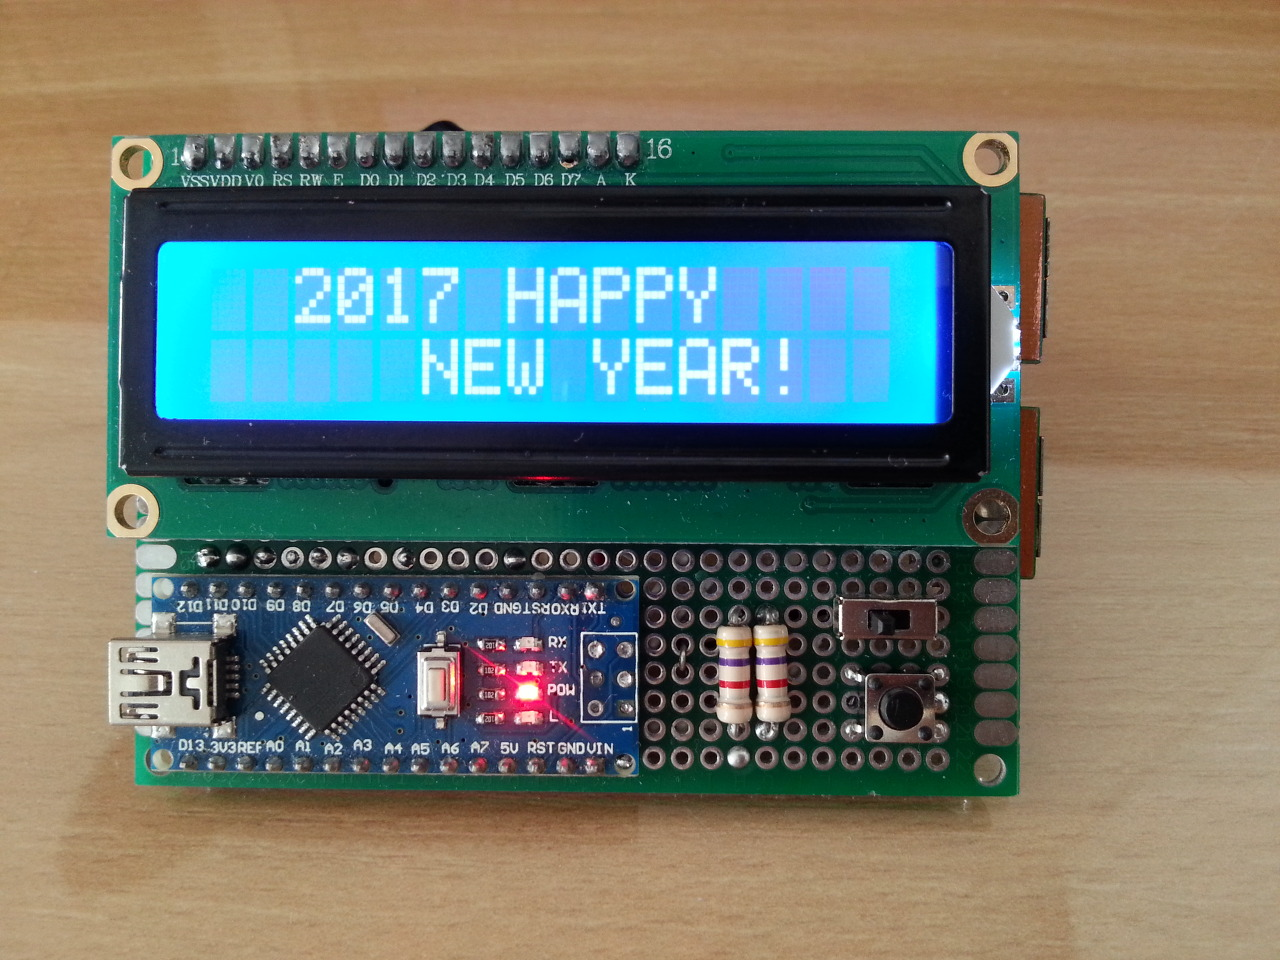 1 16
VSS VDD V0 RS RW E D0 D1 D2 D3 D4 D5 D6 D7 A K
2017 HAPPY
NEW YEAR!
D12 D11 D10 D9 D8 D7 D6 D5 D4 D3 D2 GND RST RX0 TX1
RX
TX
POW
L
1
D13 3V3 REF A0 A1 A2 A3 A4 A5 A6 A7 5V RST GND VIN